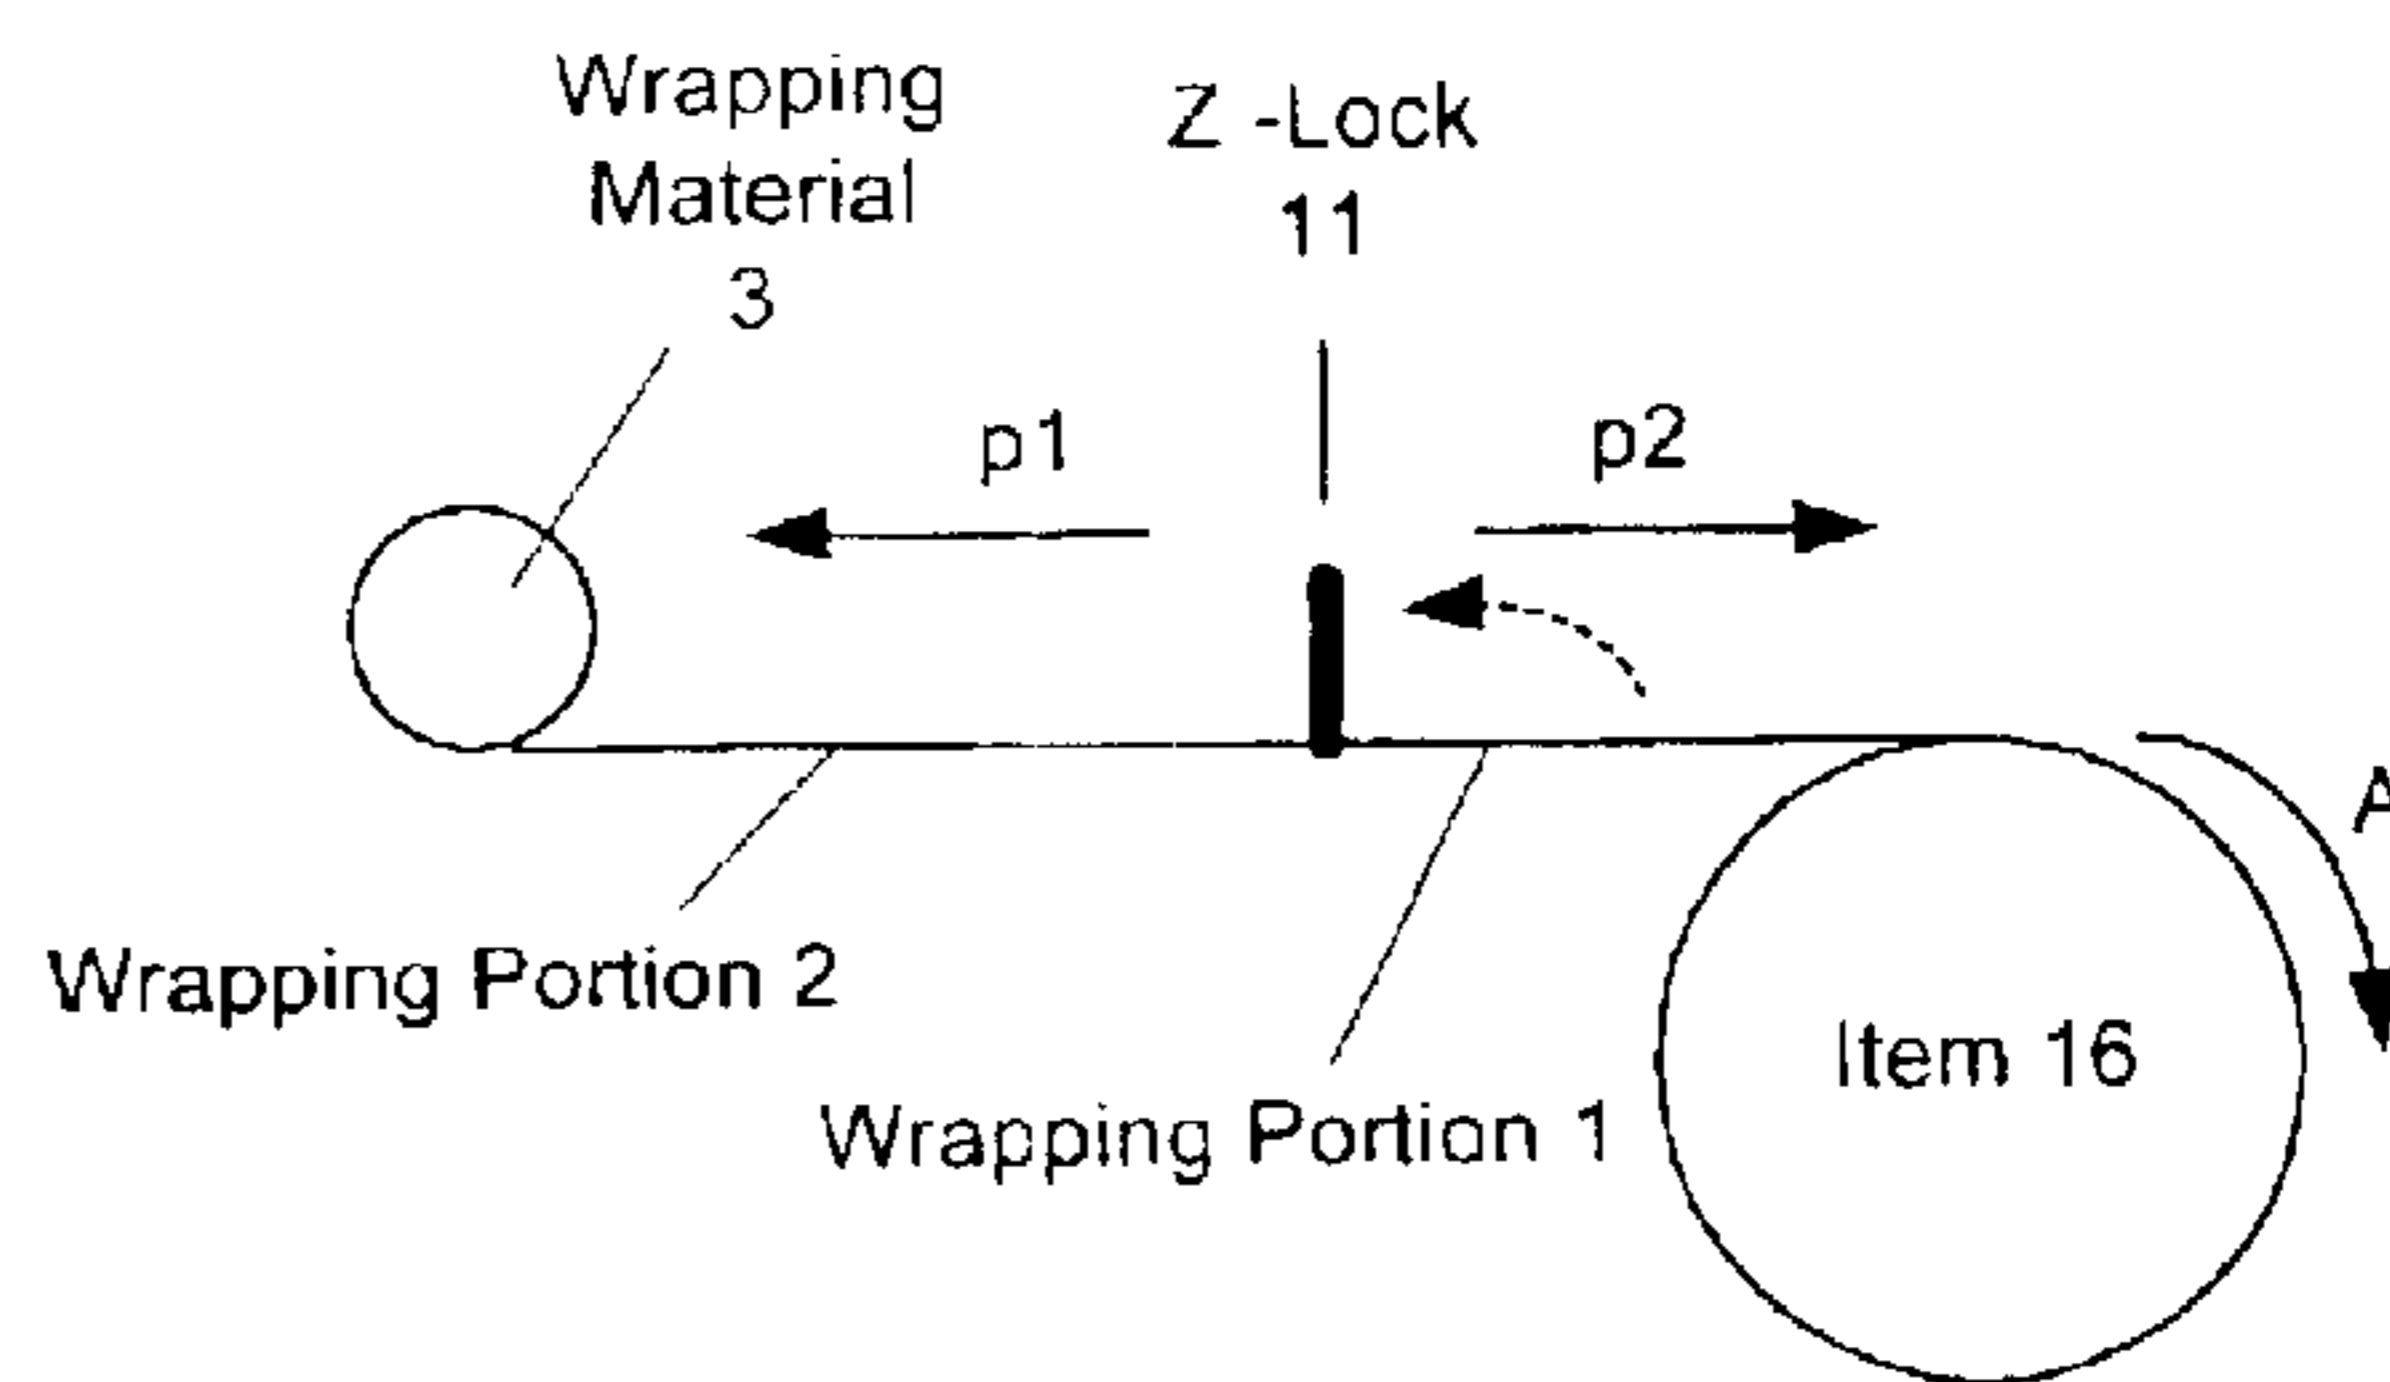 Wrapping
Material
3
Z -Lock
11
p1
p2
A
Wrapping Portion 2
Item 16
Wrapping Portion 1